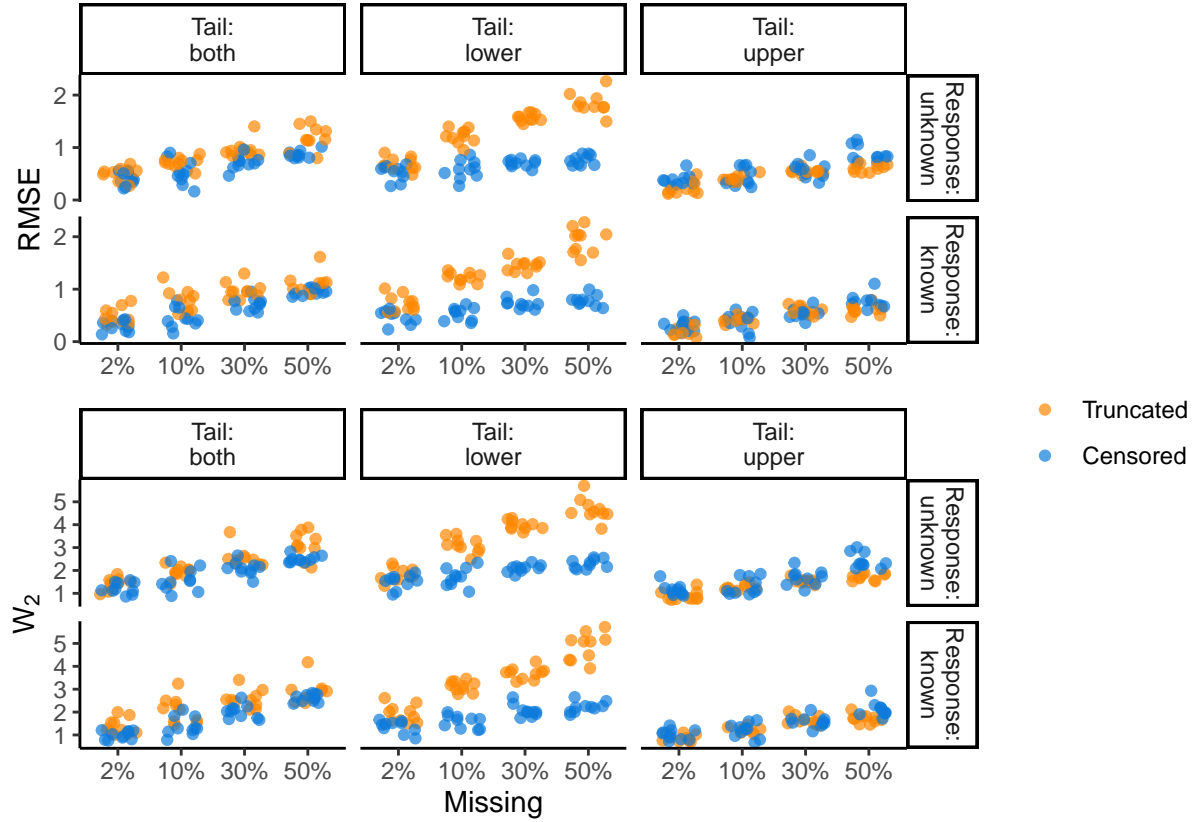 Tail:
both
Tail:
lower
Tail:
upper
RMSE
2
1
0
Response:
unknown
2
1
0
Response:
known
2%
10%
30%
50%
2%
10%
30%
50%
2%
10%
30%
50%
Truncated
Censored
Tail:
both
Tail:
lower
Tail:
upper
W₂
5
4
3
2
1
Response:
unknown
5
4
3
2
1
Response:
known
2%
10%
30%
50%
2%
10%
30%
50%
2%
10%
30%
50%
Missing